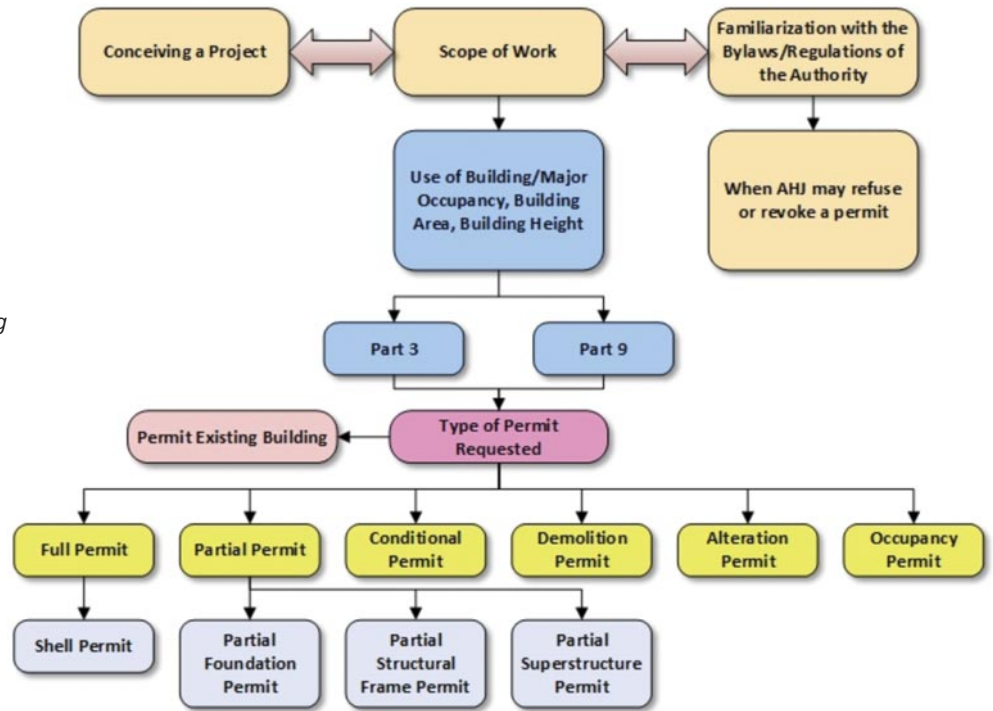 Conceiving a Project
Scope of Work
Familiarization with the
Bylaws/Regulations of
the Authority
Use of Building/Major
Occupancy, Building
Area, Building Height
When AHJ may refuse
or revoke a permit
g
Part 3
Part 9
Permit Existing Building
Type of Permit
Requested
Full Permit
Partial Permit
Conditional
Permit
Demolition
Permit
Alteration
Permit
Occupancy
Permit
Shell Permit
Partial
Foundation
Permit
Partial
Structural
Frame Permit
Partial
Superstructure
Permit